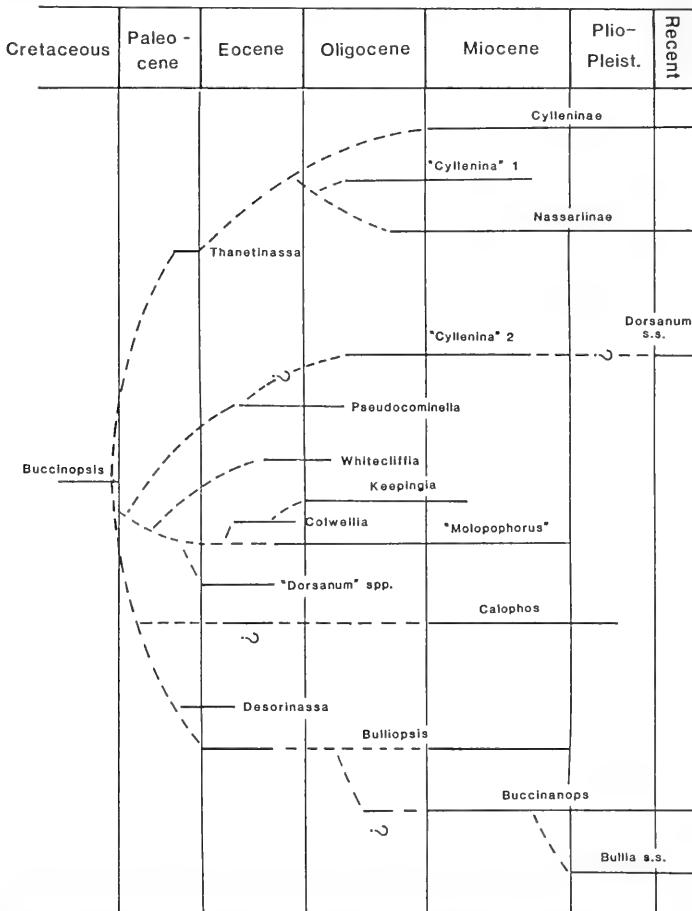 Cretaceous
Paleo-
cene
Eocene
Oligocene
Miocene
Plio-
Pleist.
Recent
Cylleninae
"Cyllenina" 1
Nassariinae
Thanetinassa
Dorsanum
s.s.
"Cyllenina" 2
?
?
Pseudocominella
Whitecliffia
Buccinopsis
Keepingia
Colwellia
"Molopophorus"
"Dorsanum" spp.
Calophos
?
Desorinassa
Bulliopsis
Buccinanops
?
Bullia s.s.